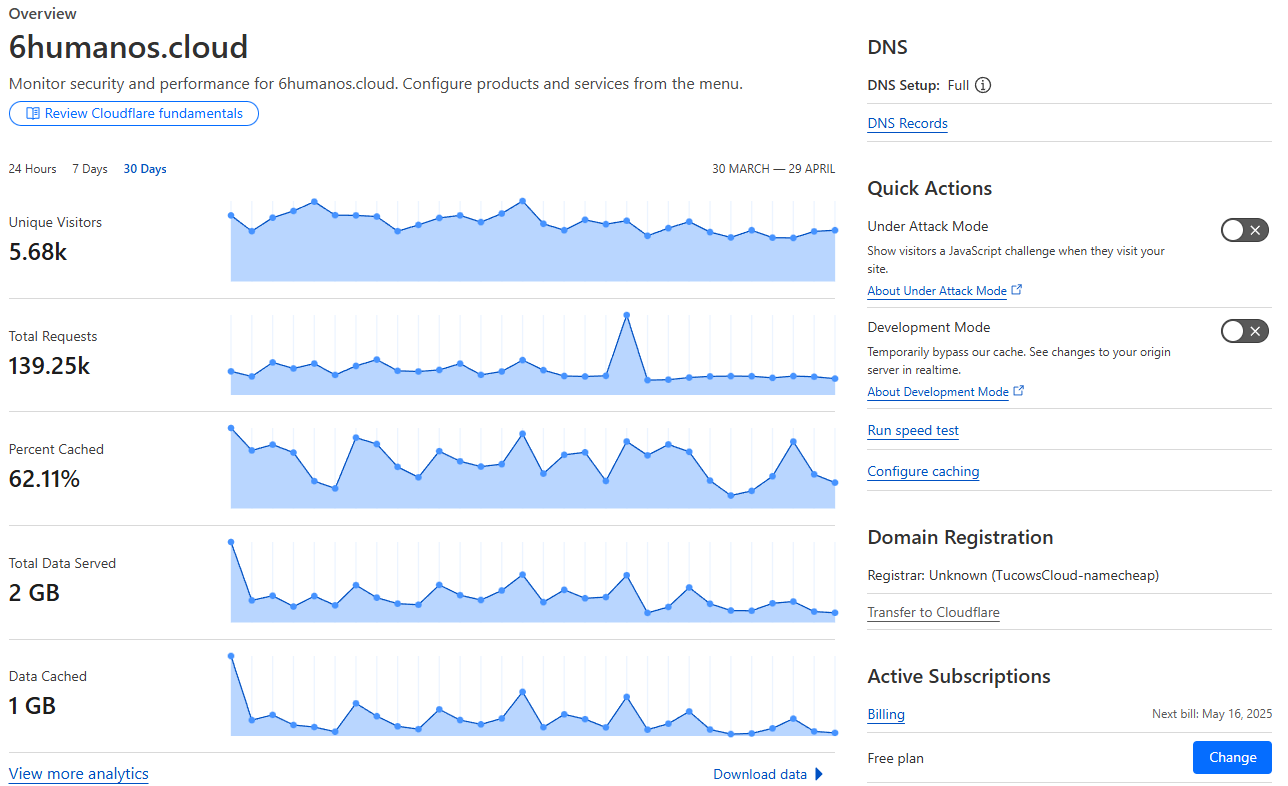 Overview
6humanos.cloud
Monitor security and performance for 6humanos.cloud. Configure products and services from the menu.
Review Cloudflare fundamentals
24 Hours 7 Days 30 Days 30 MARCH — 29 APRIL
Unique Visitors
5.68k
Total Requests
139.25k
Percent Cached
62.11%
Total Data Served
2 GB
Data Cached
1 GB
View more analytics Download data
DNS
DNS Setup: Full
DNS Records
Quick Actions
Under Attack Mode
Show visitors a JavaScript challenge when they visit your
site.
About Under Attack Mode
Development Mode
Temporarily bypass our cache. See changes to your origin
server in realtime.
About Development Mode
Run speed test
Configure caching
Domain Registration
Registrar: Unknown (TucowsCloud-namecheap)
Transfer to Cloudflare
Active Subscriptions
Billing Next bill: May 16, 2025
Free plan Change